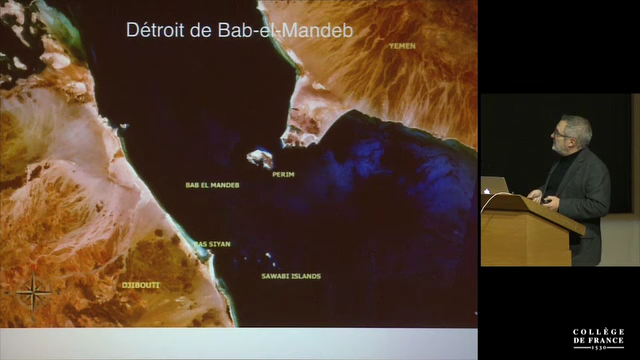 Détroit de Bab-el-Mandeb
YEMEN
PERIM
BAB EL MANDEB
RAS SIYAN
SAWABI ISLANDS
DJIBOUTI
COLLÈGE
DE FRANCE
1530